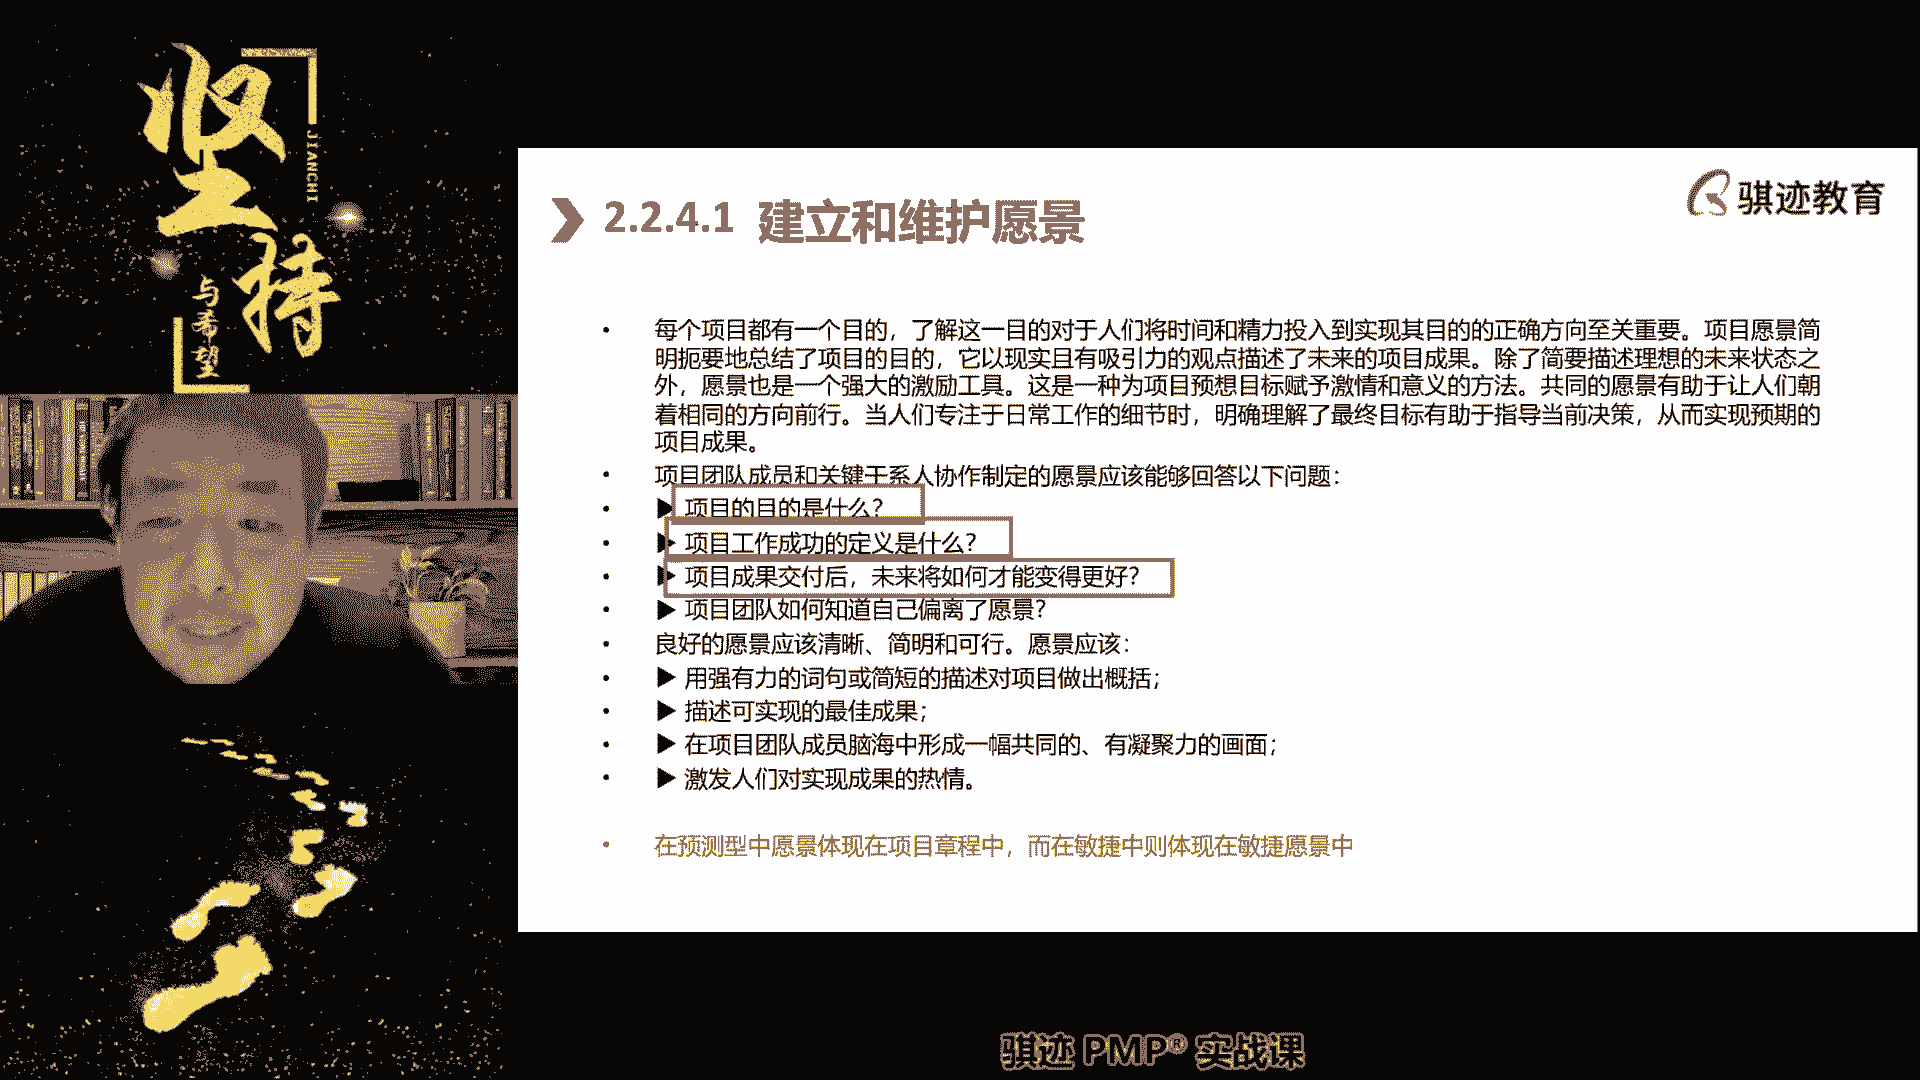 坚持
JIANCHI
与希望
骐迹教育
2.2.4.1 建立和维护愿景
• 每个项目都有一个目的，了解这一目的对于人们将时间和精力投入到实现其目的的正确方向至关重要。项目愿景简
明扼要地总结了项目的目的，它以现实且有吸引力的观点描述了未来的项目成果。除了简要描述理想的未来状态之
外，愿景也是一个强大的激励工具。这是一种为项目预想目标赋予激情和意义的方法。共同的愿景有助于让人们朝
着相同的方向前行。当人们专注于日常工作的细节时，明确理解了最终目标有助于指导当前决策，从而实现预期的
项目成果。
• 项目团队成员和关键干系人协作制定的愿景应该能够回答以下问题：
• ▶ 项目的目的是什么？
• ▶ 项目工作成功的定义是什么？
• ▶ 项目成果交付后，未来将如何才能变得更好？
• ▶ 项目团队如何知道自己偏离了愿景？
• 良好的愿景应该清晰、简明和可行。愿景应该：
• ▶ 用强有力的词句或简短的描述对项目做出概括；
• ▶ 描述可实现的最佳成果；
• ▶ 在项目团队成员脑海中形成一幅共同的、有凝聚力的画面；
• ▶ 激发人们对实现成果的热情。
• 在预测型中愿景体现在项目章程中，而在敏捷中则体现在敏捷愿景中
骐迹 PMP® 实战课